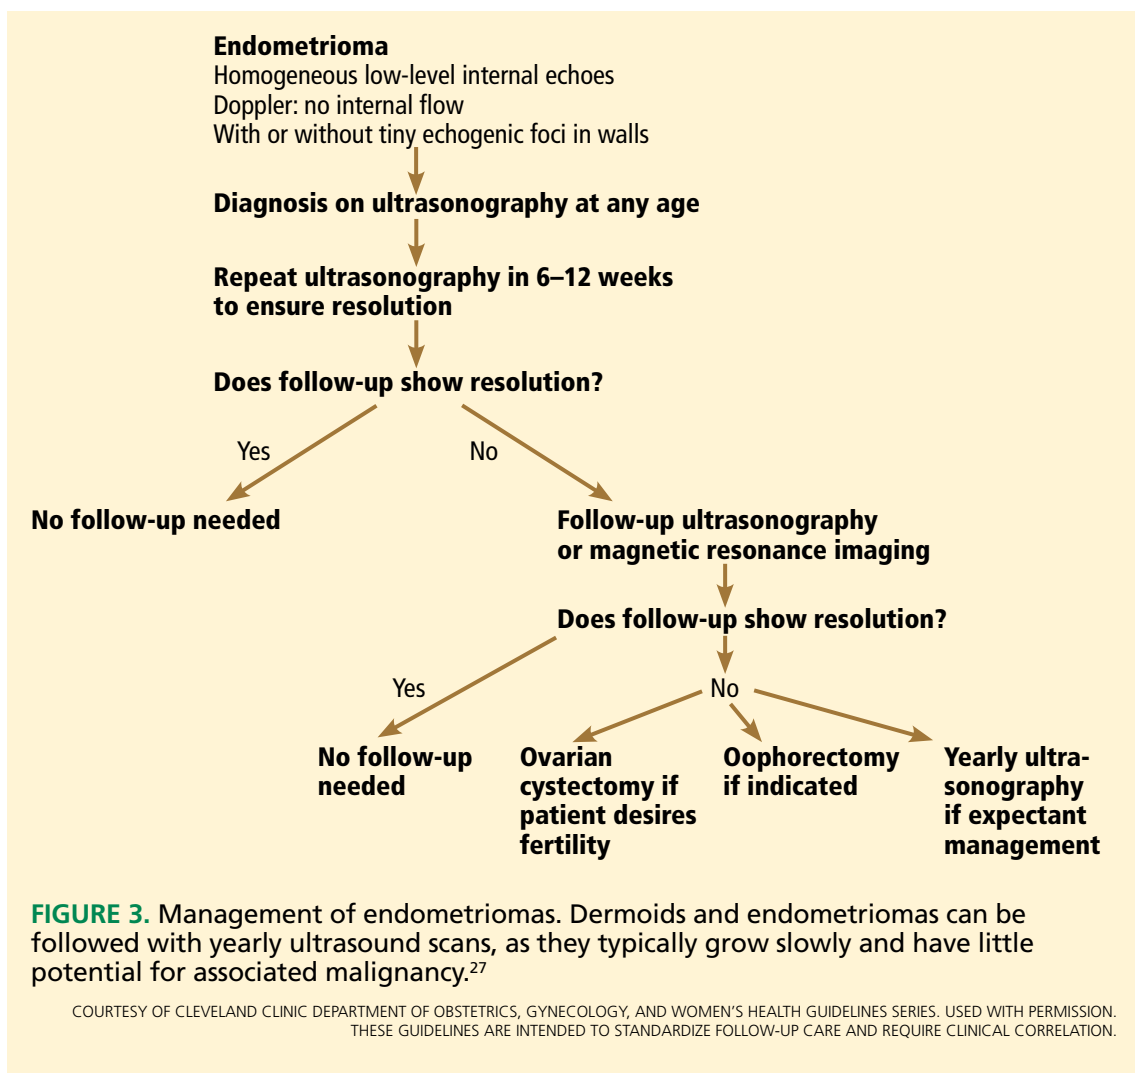 Endometrioma
Homogeneous low-level internal echoes
Doppler: no internal flow
With or without tiny echogenic foci in walls
Diagnosis on ultrasonography at any age
Repeat ultrasonography in 6–12 weeks
to ensure resolution
Does follow-up show resolution?
Yes
No
No follow-up needed
Follow-up ultrasonography
or magnetic resonance imaging
Does follow-up show resolution?
Yes
No
No follow-up
needed
Ovarian
cystectomy if
patient desires
fertility
Oophorectomy
if indicated
Yearly ultra-
sonography
if expectant
management
FIGURE 3. Management of endometriomas. Dermoids and endometriomas can be
followed with yearly ultrasound scans, as they typically grow slowly and have little
potential for associated malignancy.²⁷
COURTESY OF CLEVELAND CLINIC DEPARTMENT OF OBSTETRICS, GYNECOLOGY, AND WOMEN’S HEALTH GUIDELINES SERIES. USED WITH PERMISSION.
THESE GUIDELINES ARE INTENDED TO STANDARDIZE FOLLOW-UP CARE AND REQUIRE CLINICAL CORRELATION.